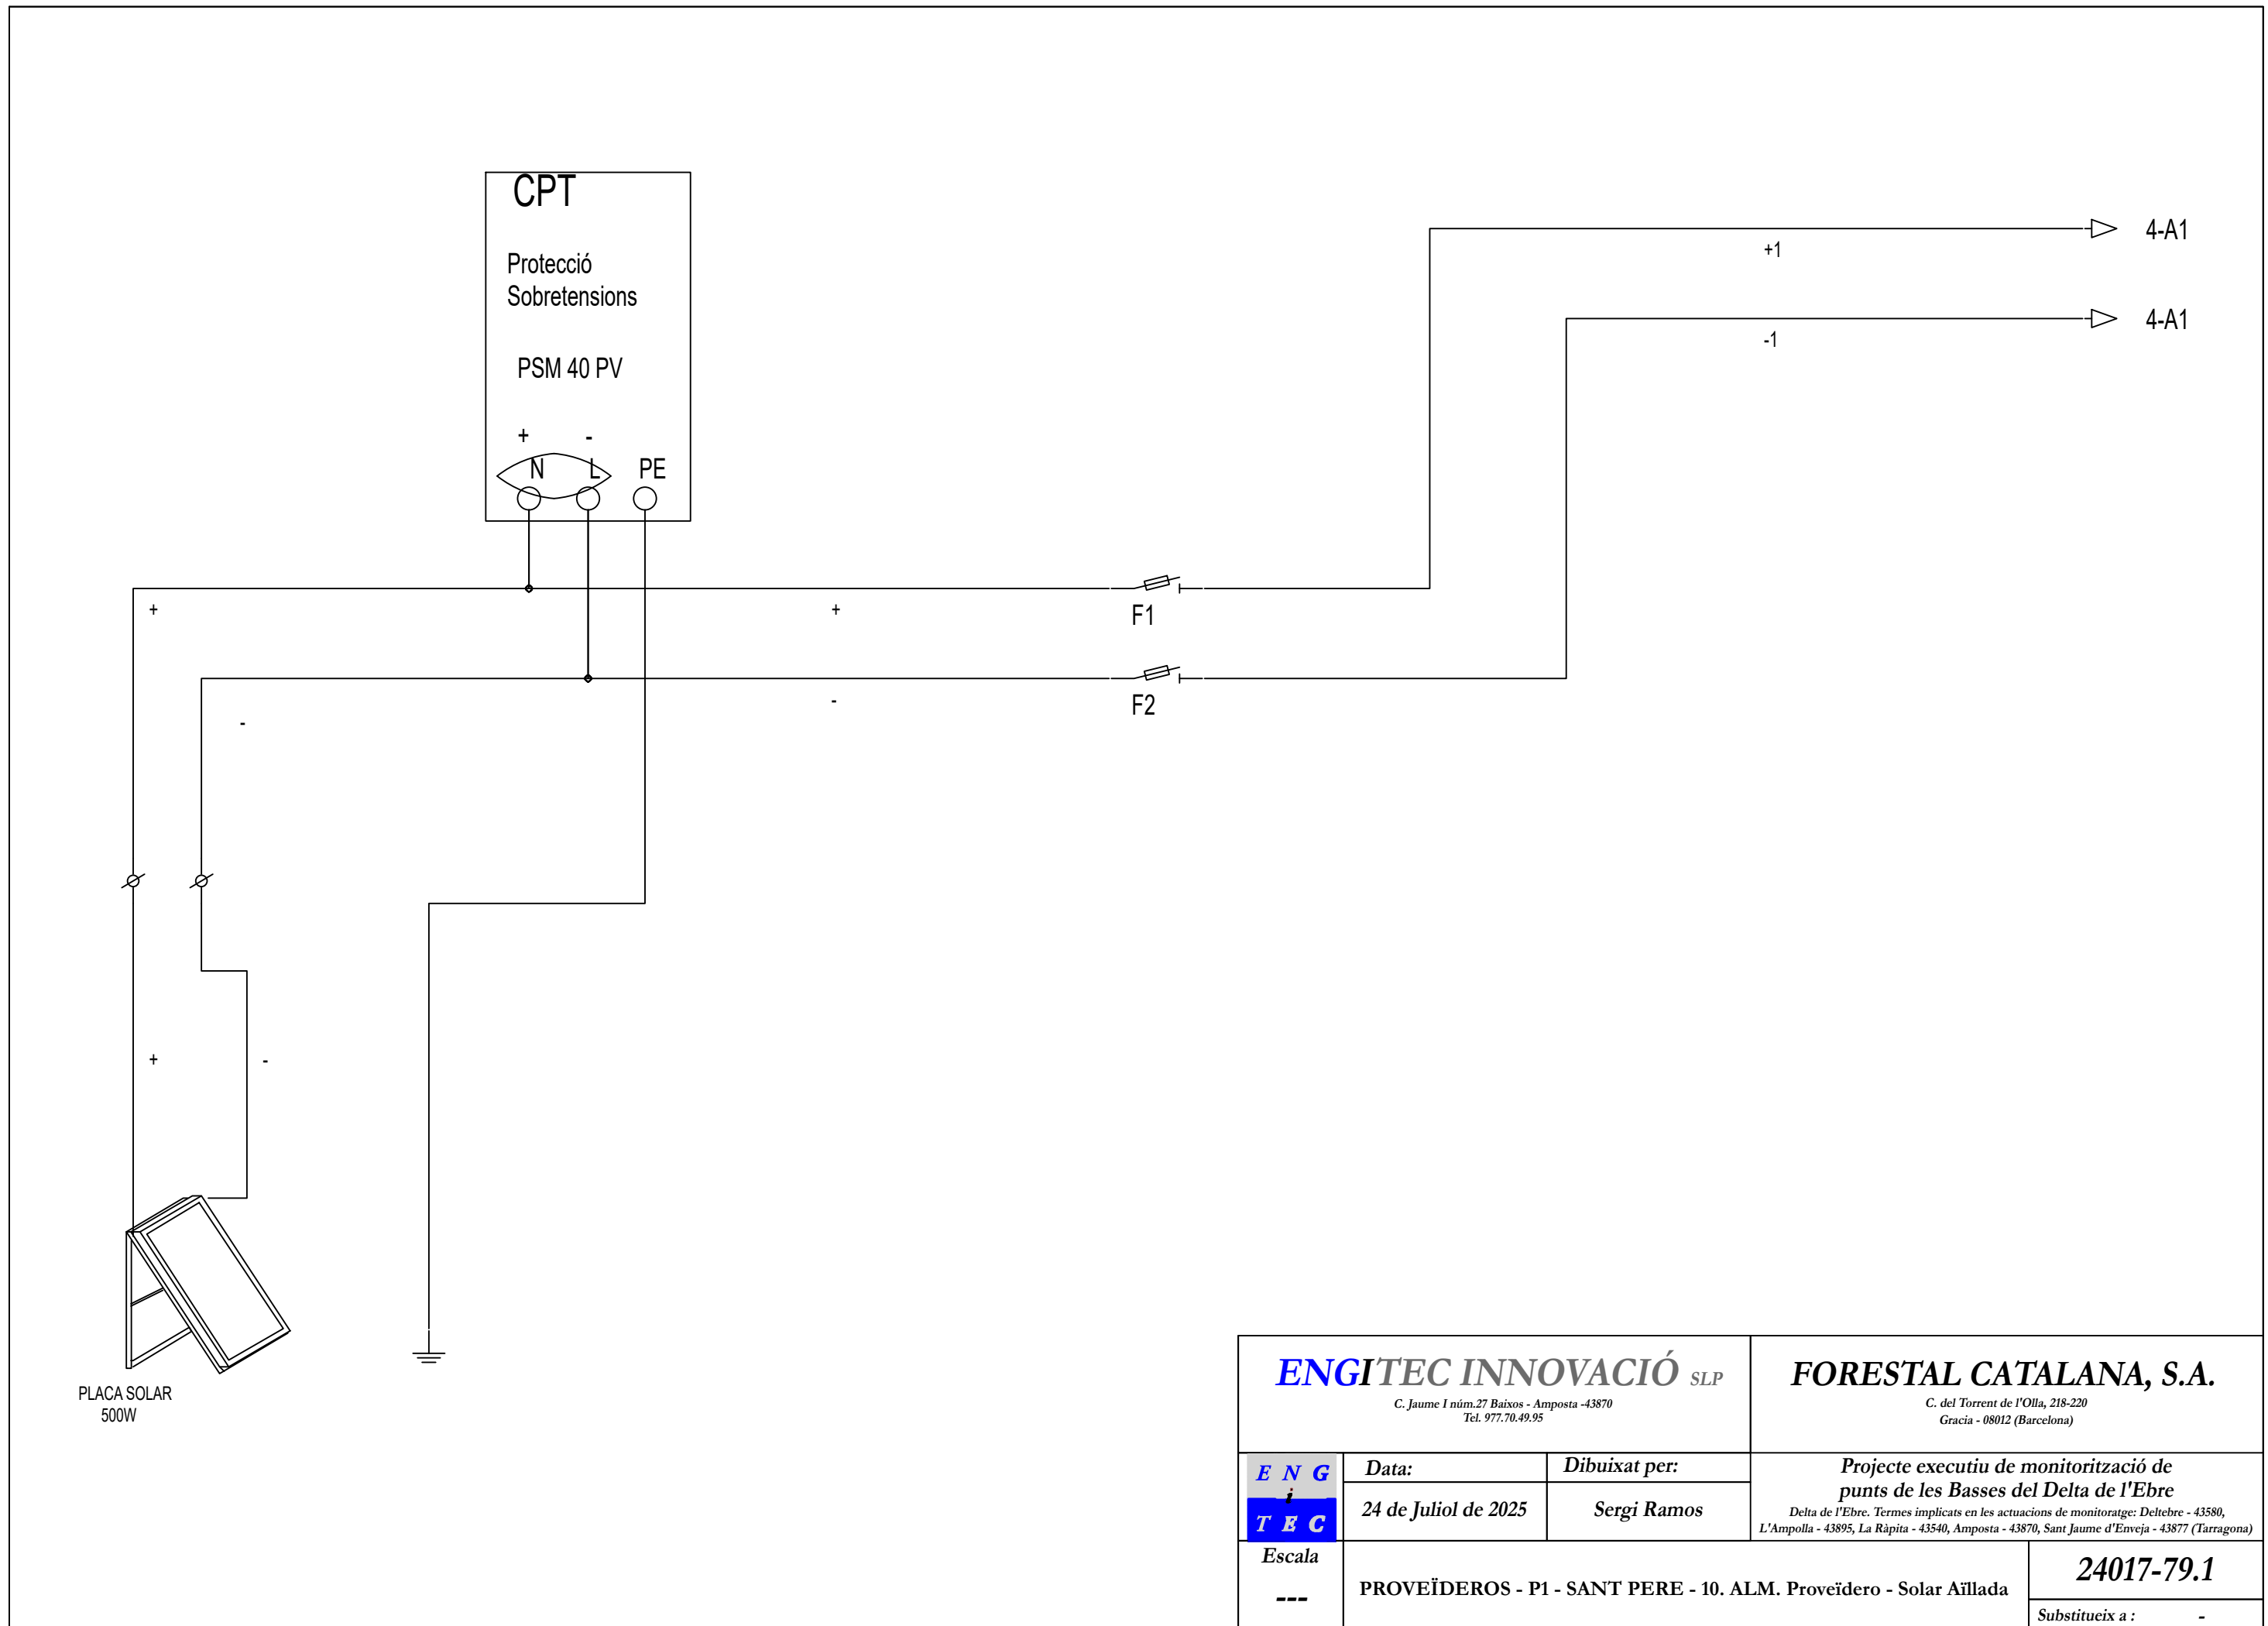 CPT
Protecció
Sobretensions
PSM 40 PV
+ -
N L PE
4-A1
+1
4-A1
-1
+ +
F1
- -
F2
+ -
PLACA SOLAR
500W
ENGITEC INNOVACIÓ SLP
C. Jaume I núm.27 Baixos - Amposta -43870
Tel. 977.70.49.95
FORESTAL CATALANA, S.A.
C. del Torrent de l'Olla, 218-220
Gracia - 08012 (Barcelona)
E N G
i
T E C
Data:
24 de Juliol de 2025
Dibuixat per:
Sergi Ramos
Projecte executiu de monitorització de
punts de les Basses del Delta de l'Ebre
Delta de l'Ebre. Termes implicats en les actuacions de monitoratge: Deltebre - 43580,
L'Ampolla - 43895, La Ràpita - 43540, Amposta - 43870, Sant Jaume d'Enveja - 43877 (Tarragona)
Escala
---
PROVEÏDEROS - P1 - SANT PERE - 10. ALM. Proveïdero - Solar Aïllada
24017-79.1
Substitueix a : -